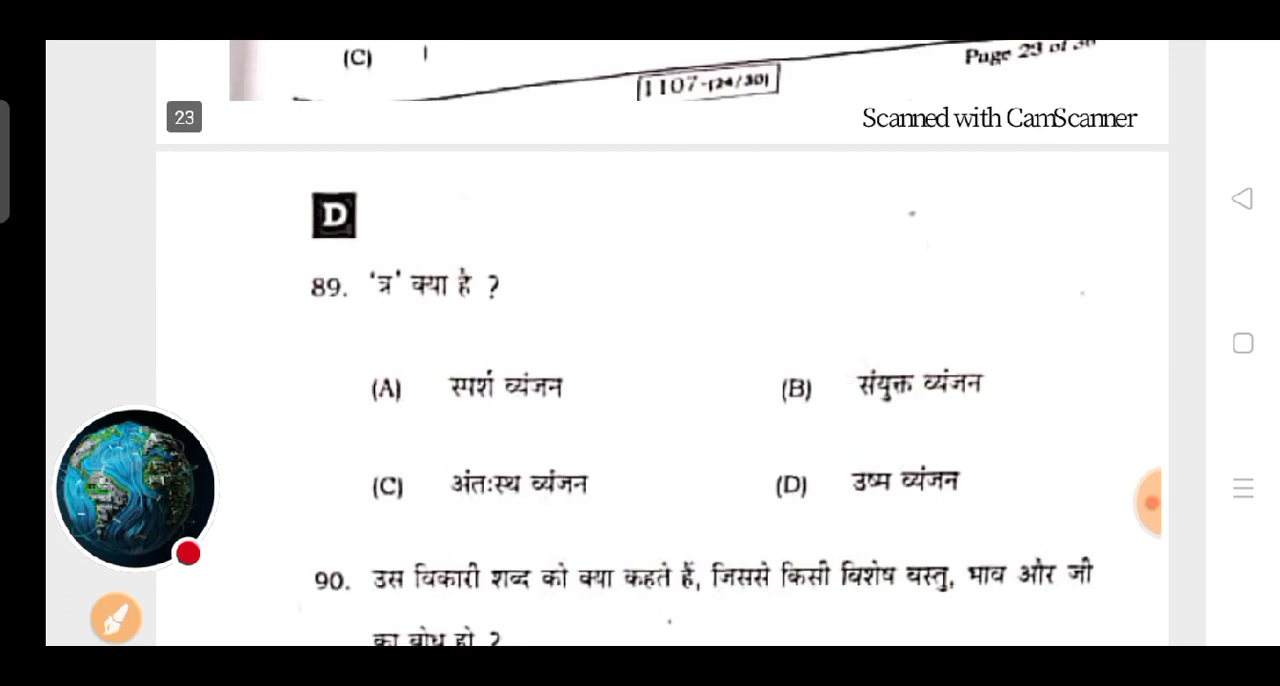 (C)
1107-(24/30)
Page 23 of 30
23
Scanned with CamScanner
D
89. 'त्र' क्या है ?
(A) स्पर्श व्यंजन
(B) संयुक्त व्यंजन
(C) अंतःस्थ व्यंजन
(D) उष्म व्यंजन
90. उस विकारी शब्द को क्या कहते हैं, जिससे किसी विशेष वस्तु, भाव और जी
का बोध हो ?